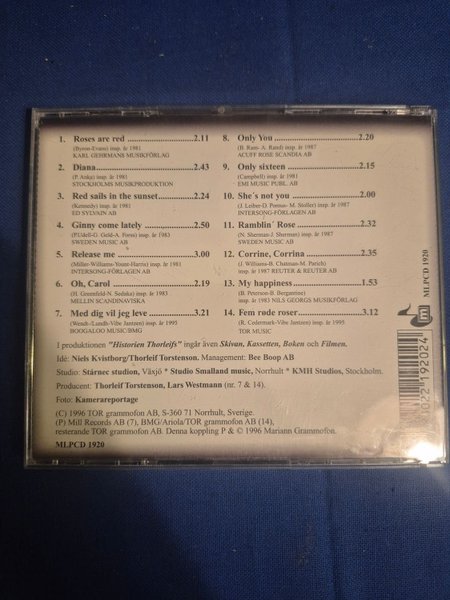 1. Roses are red..................2.11
(Byron-Evans) insp. år 1981
KARL GEHRMANS MUSIKFÖRLAG
2. Diana..................2.43
(P. Anka) insp. år 1981
STOCKHOLMS MUSIKPRODUKTION
3. Red sails in the sunset..................2.24
(Kennedy) insp. år 1981
ED SYLVAIN AB
4. Ginny come lately..................2.50
(P.Udell-G. Geld-A. Forss) insp. år 1983
SWEDEN MUSIC AB
5. Release me..................3.00
(Miller-Williams-Yount-Harris) insp. år 1981
INTERSONG-FÖRLAGEN AB
6. Oh, Carol..................2.19
(H. Greenfield-N. Sedaka) insp. år 1983
MELLIN SCANDINAVISKA
7. Med dig vil jeg leve..................3.21
(Wendt-Lundh-Vibe Jantzen) insp. år 1995
BOOGALOO MUSIC/BMG
8. Only You..................2.20
(B. Ram- A. Rand) insp. år 1987
ACUFF ROSE SCANDIA AB
9. Only sixteen..................2.15
(Campbell) insp. år 1981
EMI MUSIC PUBL. AB
10. She´s not you..................2.00
(J. Leiber-D. Pomus- M. Stoller) insp. år 1987
INTERSONG-FÖRLAGEN AB
11. Ramblin´ Rose..................2.32
(N. Sherman-J. Sherman) insp. år 1987
SWEDEN MUSIC AB
12. Corrine, Corrina..................2.35
(J. Williams-B. Chatman-M. Parish)
insp. år 1987 REUTER & REUTER AB
13. My happiness..................1.53
(B. Peterson-B. Bergantine)
insp. år 1983 NILS GEORGS MUSIKFÖRLAG
14. Fem røde roser..................3.12
(R. Cedermark-Vibe Jantzen) insp. år 1995
TOR MUSIC
I produktionen "Historien Thorleifs" ingår även Skivan, Kassetten, Boken och Filmen.
Idé: Niels Kvistborg/Thorleif Torstenson. Management: Bee Boop AB
Studio: Stárnec studion, Växjö * Studio Smalland music, Norrhult * KMH Studios, Stockholm.
Producent: Thorleif Torstenson, Lars Westmann (nr. 7 & 14).
Foto: Kamerareportage
(C) 1996 TOR grammofon AB, S-360 71 Norrhult, Sverige.
(P) Mill Records AB (7), BMG/Ariola/TOR grammofon AB (14),
resterande TOR grammofon AB. Denna koppling P & © 1996 Mariann Grammofon.
MLPCD 1920
MLPCD 1920